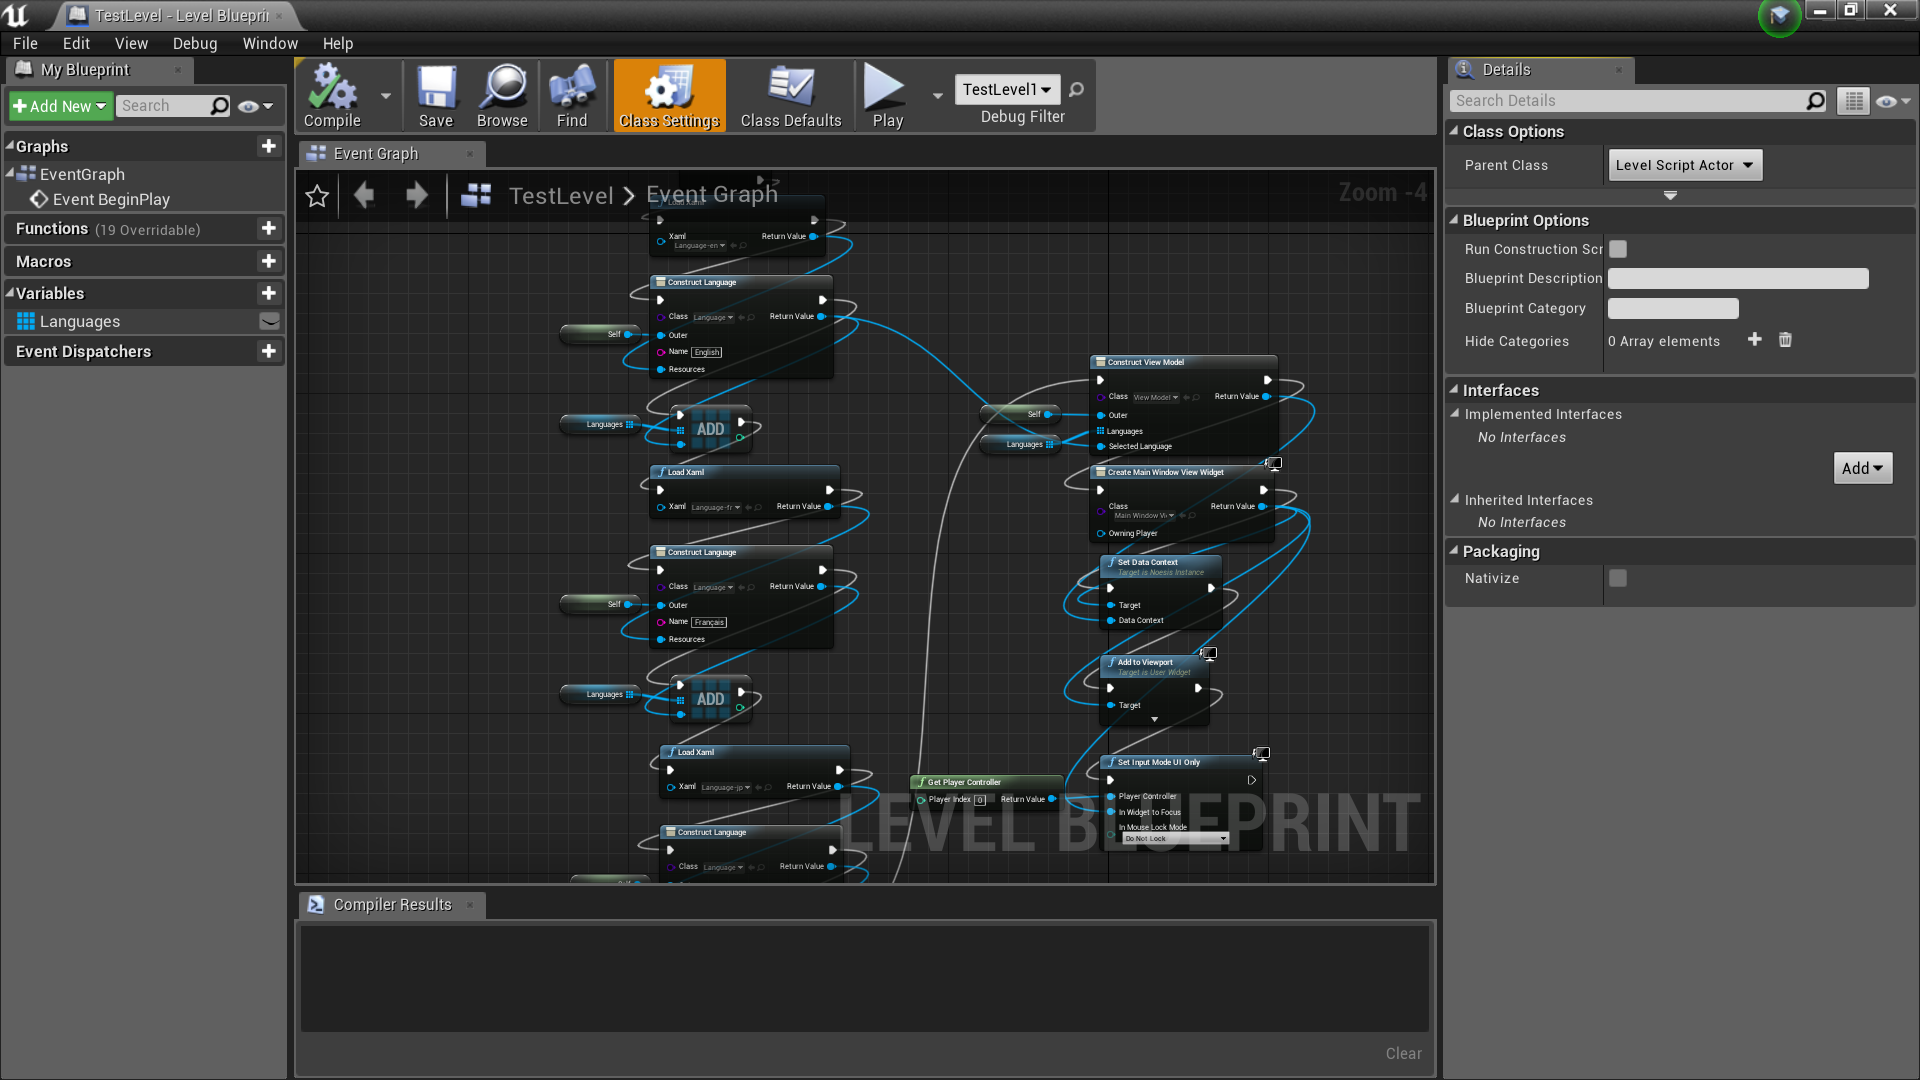 TestLevel - Level Blueprir
File Edit View Debug Window Help
My Blueprint
Add New
Search
Graphs
EventGraph
Event BeginPlay
Functions (19 Overridable)
Macros
Variables
Languages
Event Dispatchers
Compile
Save
Browse
Find
Class Settings
Class Defaults
Play
TestLevel1
Debug Filter
Event Graph
TestLevel > Event Graph
Zoom -4
Load Xaml
Xaml
Language-en
Return Value
Construct Language
Class Language
Return Value
Self
Outer
Name English
Resources
Languages
ADD
Load Xaml
Xaml Language-fr
Return Value
Construct Language
Class Language
Return Value
Self
Outer
Name Français
Resources
Languages
ADD
Load Xaml
Xaml Language-jp
Return Value
Construct Language
Class Language
Return Value
Self
Construct View Model
Class View Model
Return Value
Self
Outer
Languages
Languages
Selected Language
Create Main Window View Widget
Class
Main Window Vi
Return Value
Owning Player
Set Data Context
Target is Noesis Instance
Target
Data Context
Add to Viewport
Target is User Widget
Target
Get Player Controller
Player Index 0
Return Value
Set Input Mode UI Only
Player Controller
In Widget to Focus
In Mouse Lock Mode
Do Not Lock
LEVEL BLUEPRINT
Compiler Results
Clear
Details
Search Details
Class Options
Parent Class
Level Script Actor
Blueprint Options
Run Construction Scr
Blueprint Description
Blueprint Category
Hide Categories
0 Array elements
Interfaces
Implemented Interfaces
No Interfaces
Add
Inherited Interfaces
No Interfaces
Packaging
Nativize